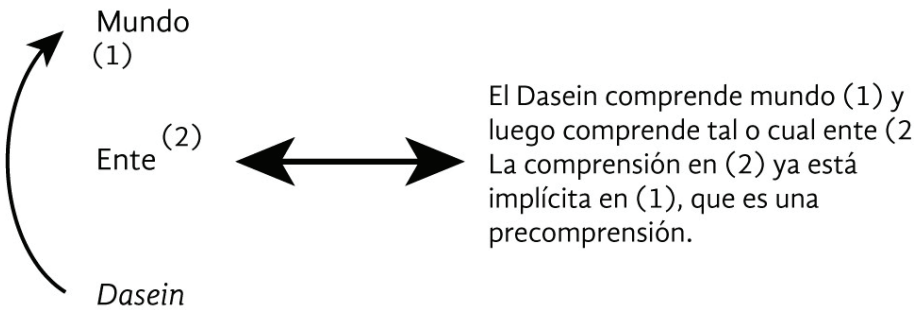 Mundo
(1)
Ente (2)
Dasein
El Dasein comprende mundo (1) y
luego comprende tal o cual ente (2
La comprensión en (2) ya está
implícita en (1), que es una
precomprensión.